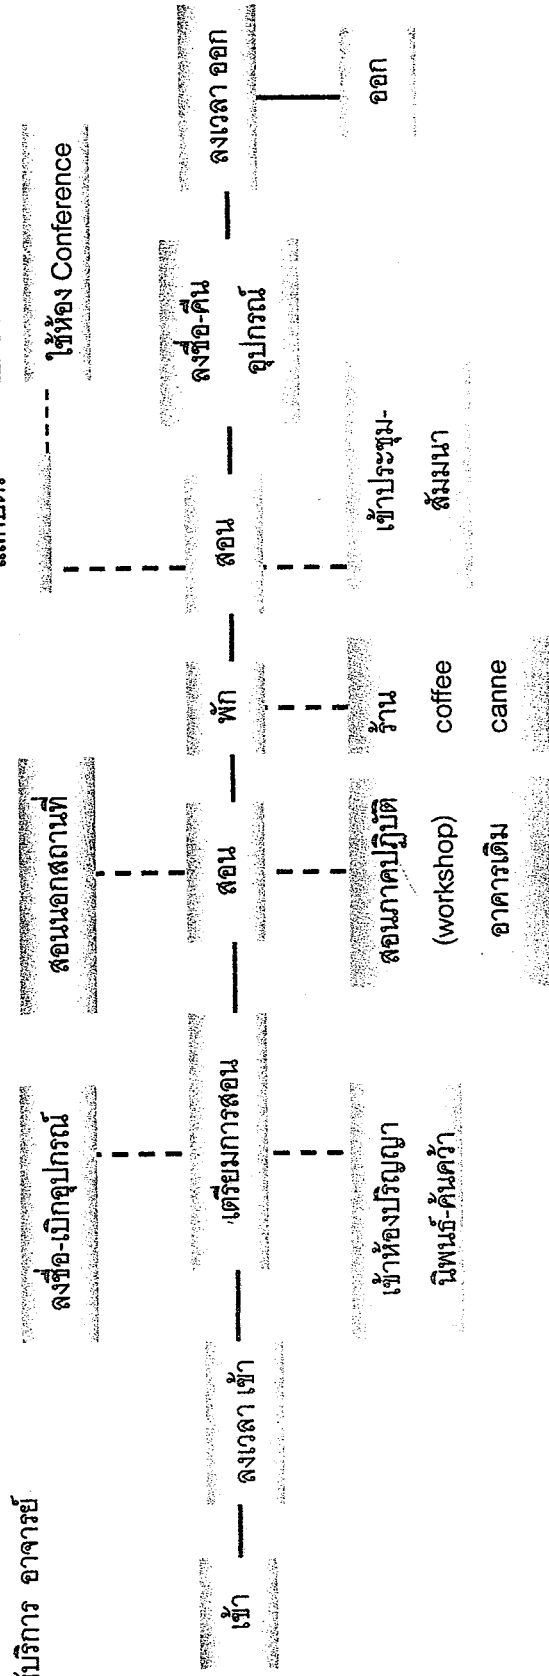 บริการ อาจารย์
เข้า
ลงเวลา เข้า
ลงชื่อ-เบิกอุปกรณ์
เตรียมการสอน
เข้าห้องปริญญา
นิพนธ์-ค้นคว้า
สอนนอกสถานที่
สอน
สอนภาคปฏิบัติ
(workshop)
อาคารเดิม
พัก
ร้าน
coffee
canne
สอน
เข้าประชุม-
สัมมนา
ใช้ห้อง Conference
ลงชื่อ-คืน
อุปกรณ์
ลงเวลา ออก
ออก